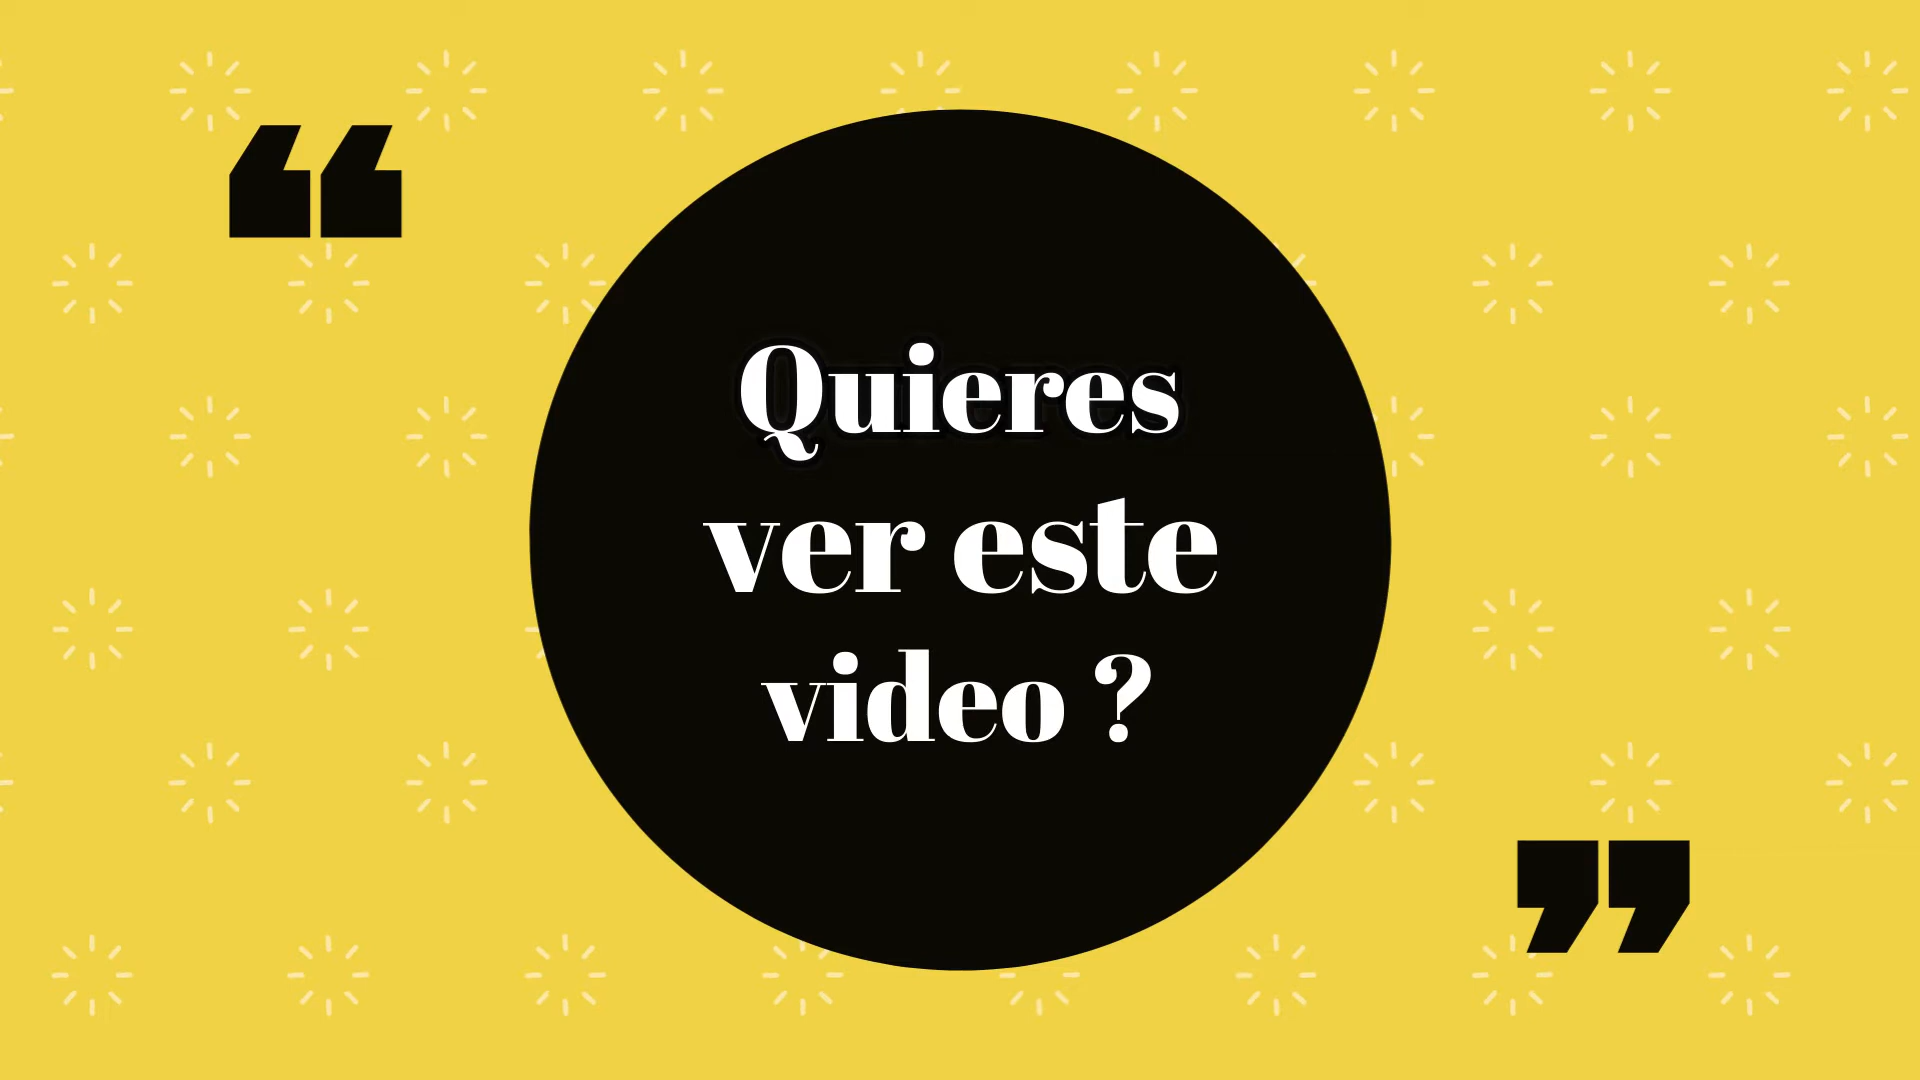 “
Quieres
ver este
video ?
”